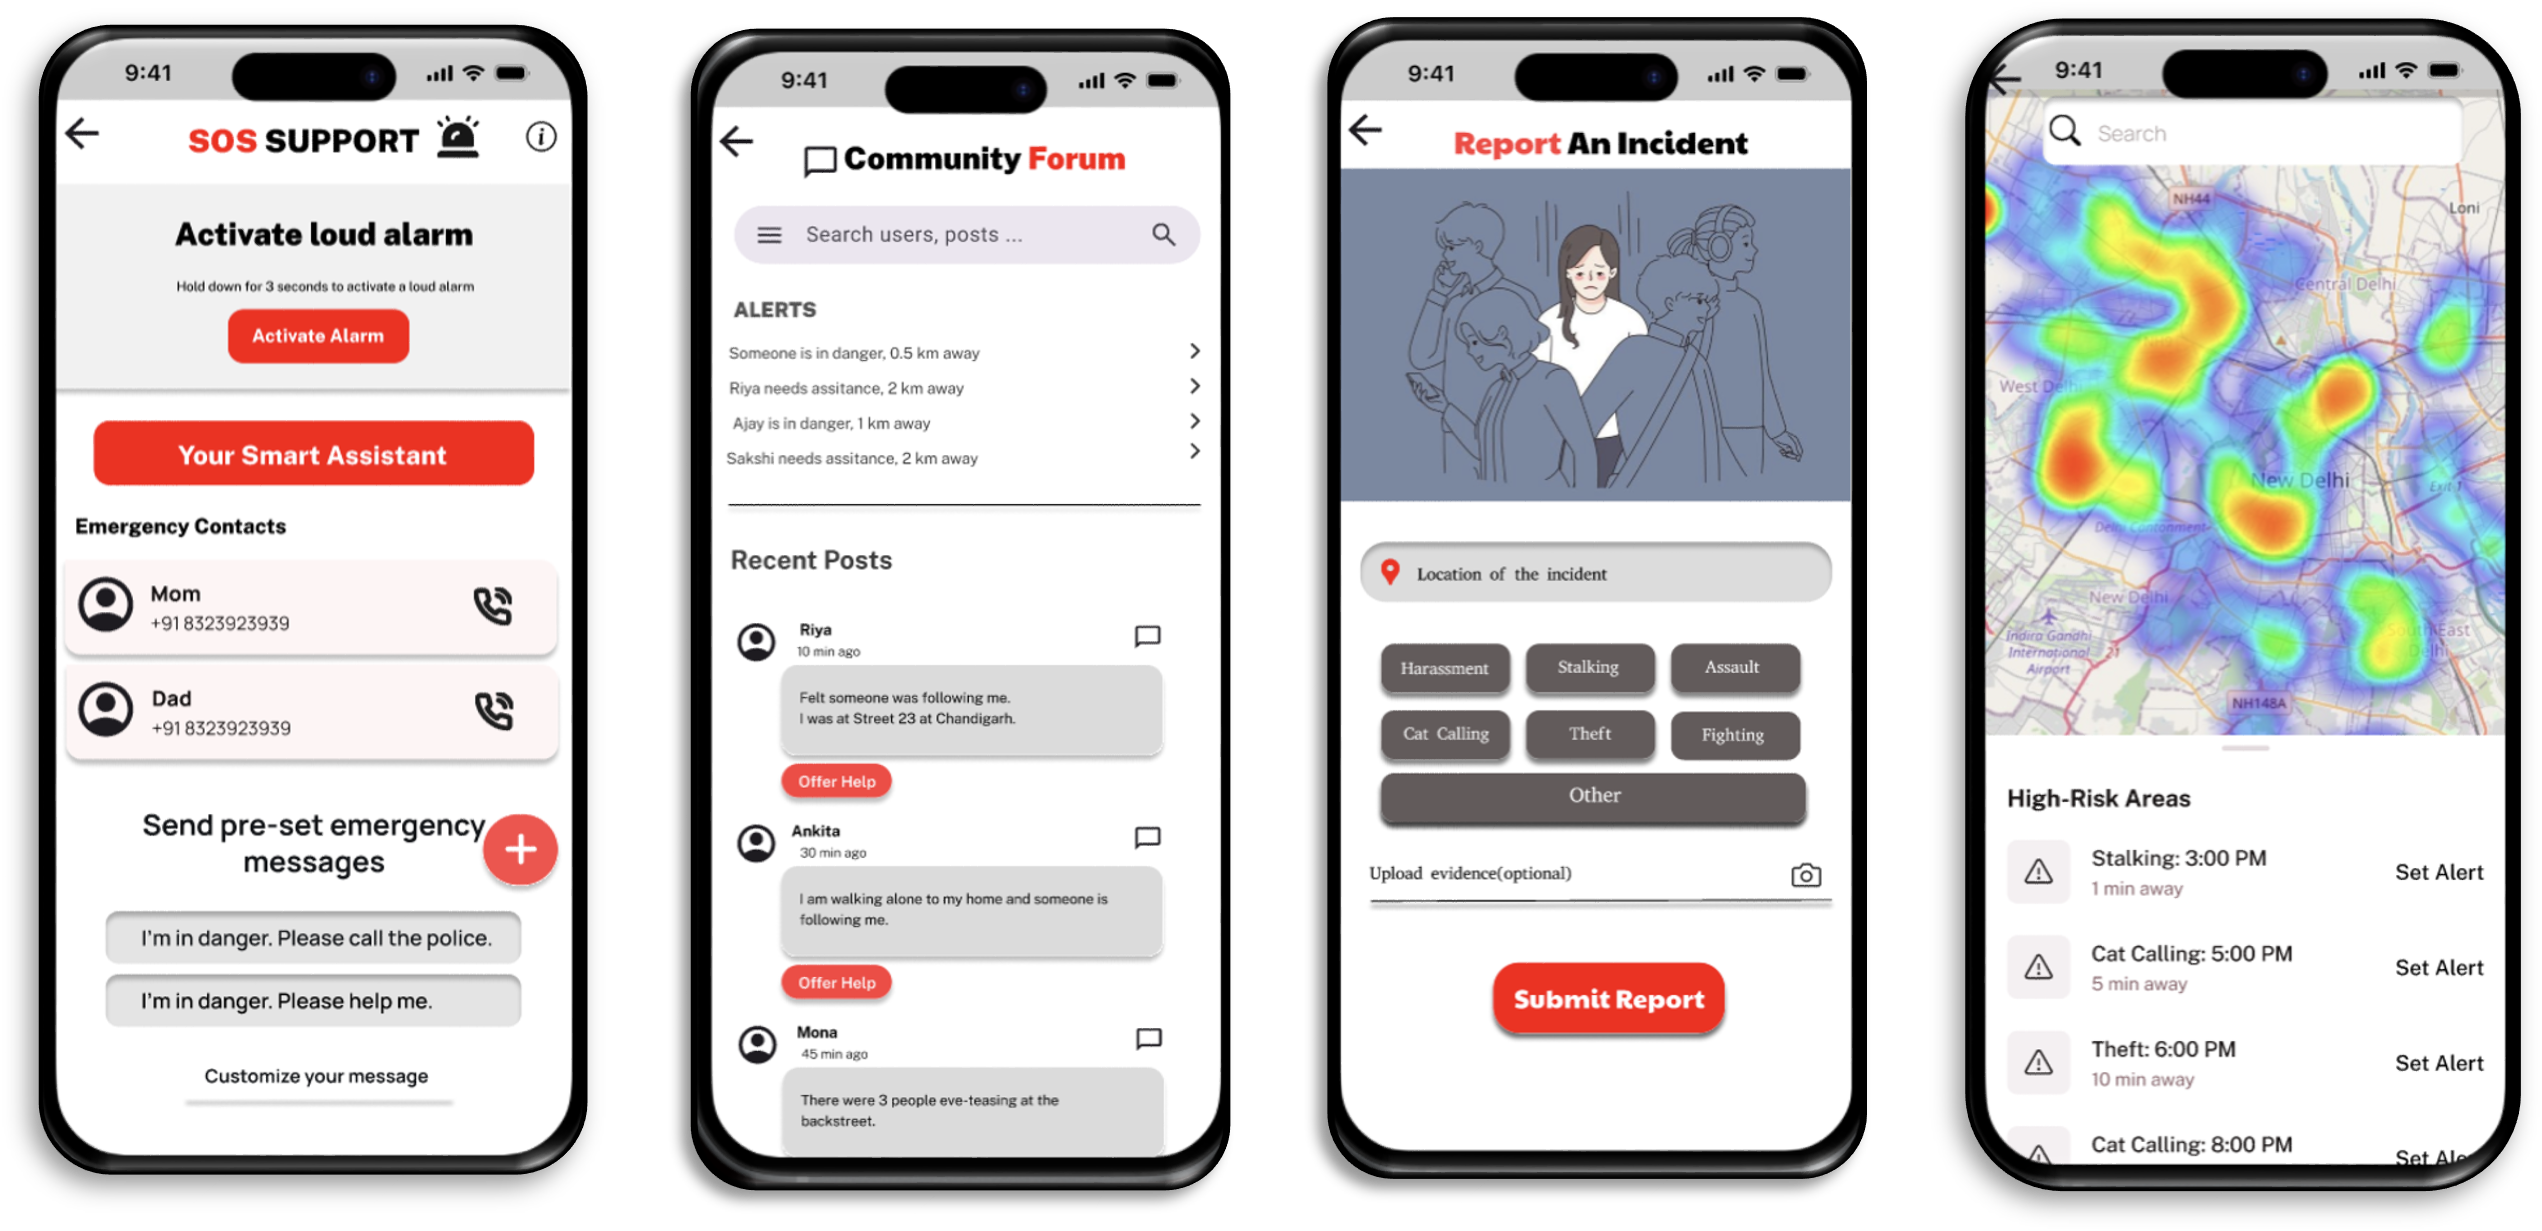 9:41
SOS SUPPORT
Activate loud alarm
Hold down for 3 seconds to activate a loud alarm
Activate Alarm
Your Smart Assistant
Emergency Contacts
Mom
+91 8323923939
Dad
+91 8323923939
Send pre-set emergency
messages
I'm in danger. Please call the police.
I'm in danger. Please help me.
Customize your message
9:41
Community Forum
Search users, posts ...
ALERTS
Someone is in danger, 0.5 km away
Riya needs assitance, 2 km away
Ajay is in danger, 1 km away
Sakshi needs assitance, 2 km away
Recent Posts
Riya
10 min ago
Felt someone was following me.
I was at Street 23 at Chandigarh.
Offer Help
Ankita
30 min ago
I am walking alone to my home and someone is
following me.
Offer Help
Mona
45 min ago
There were 3 people eve-teasing at the
backstreet.
9:41
Report An Incident
Location of the incident
Harassment
Stalking
Assault
Cat Calling
Theft
Fighting
Other
Upload evidence(optional)
Submit Report
9:41
Search
NH44
Loni
Central Delhi
West Delhi
New Delhi
Exit 1
Delhi Cantonment
New Delhi
Indira Gandhi
International
Airport
21
South East
Delhi
NH148A
High-Risk Areas
Stalking: 3:00 PM
1 min away
Set Alert
Cat Calling: 5:00 PM
5 min away
Set Alert
Theft: 6:00 PM
10 min away
Set Alert
Cat Calling: 8:00 PM
Set Ale